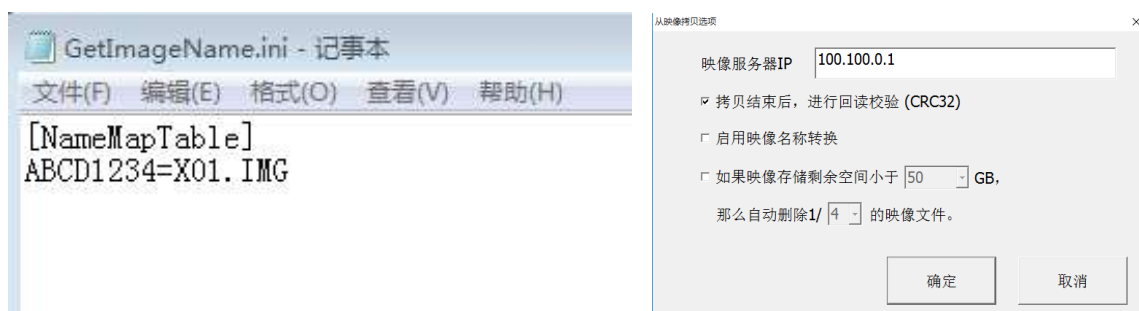 GetImageName.ini - 记事本
文件(F) 编辑(E) 格式(O) 查看(V) 帮助(H)
[NameMapTable]
ABCD1234=X01.IMG
从映像拷贝选项
映像服务器IP 100.100.0.1
拷贝结束后，进行回读校验 (CRC32)
启用映像名称转换
如果映像存储剩余空间小于 50 GB，
那么自动删除1/ 4 的映像文件。
确定 取消